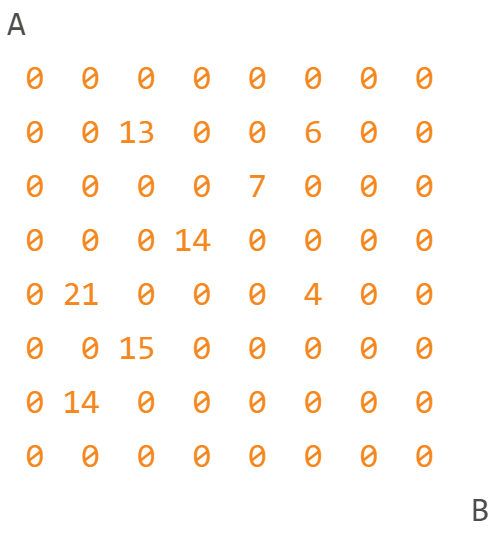 A
0 0 0 0 0 0 0 0
0 0 13 0 0 6 0 0
0 0 0 0 7 0 0 0
0 0 0 14 0 0 0 0
0 21 0 0 0 4 0 0
0 0 15 0 0 0 0 0
0 14 0 0 0 0 0 0
0 0 0 0 0 0 0 0
B